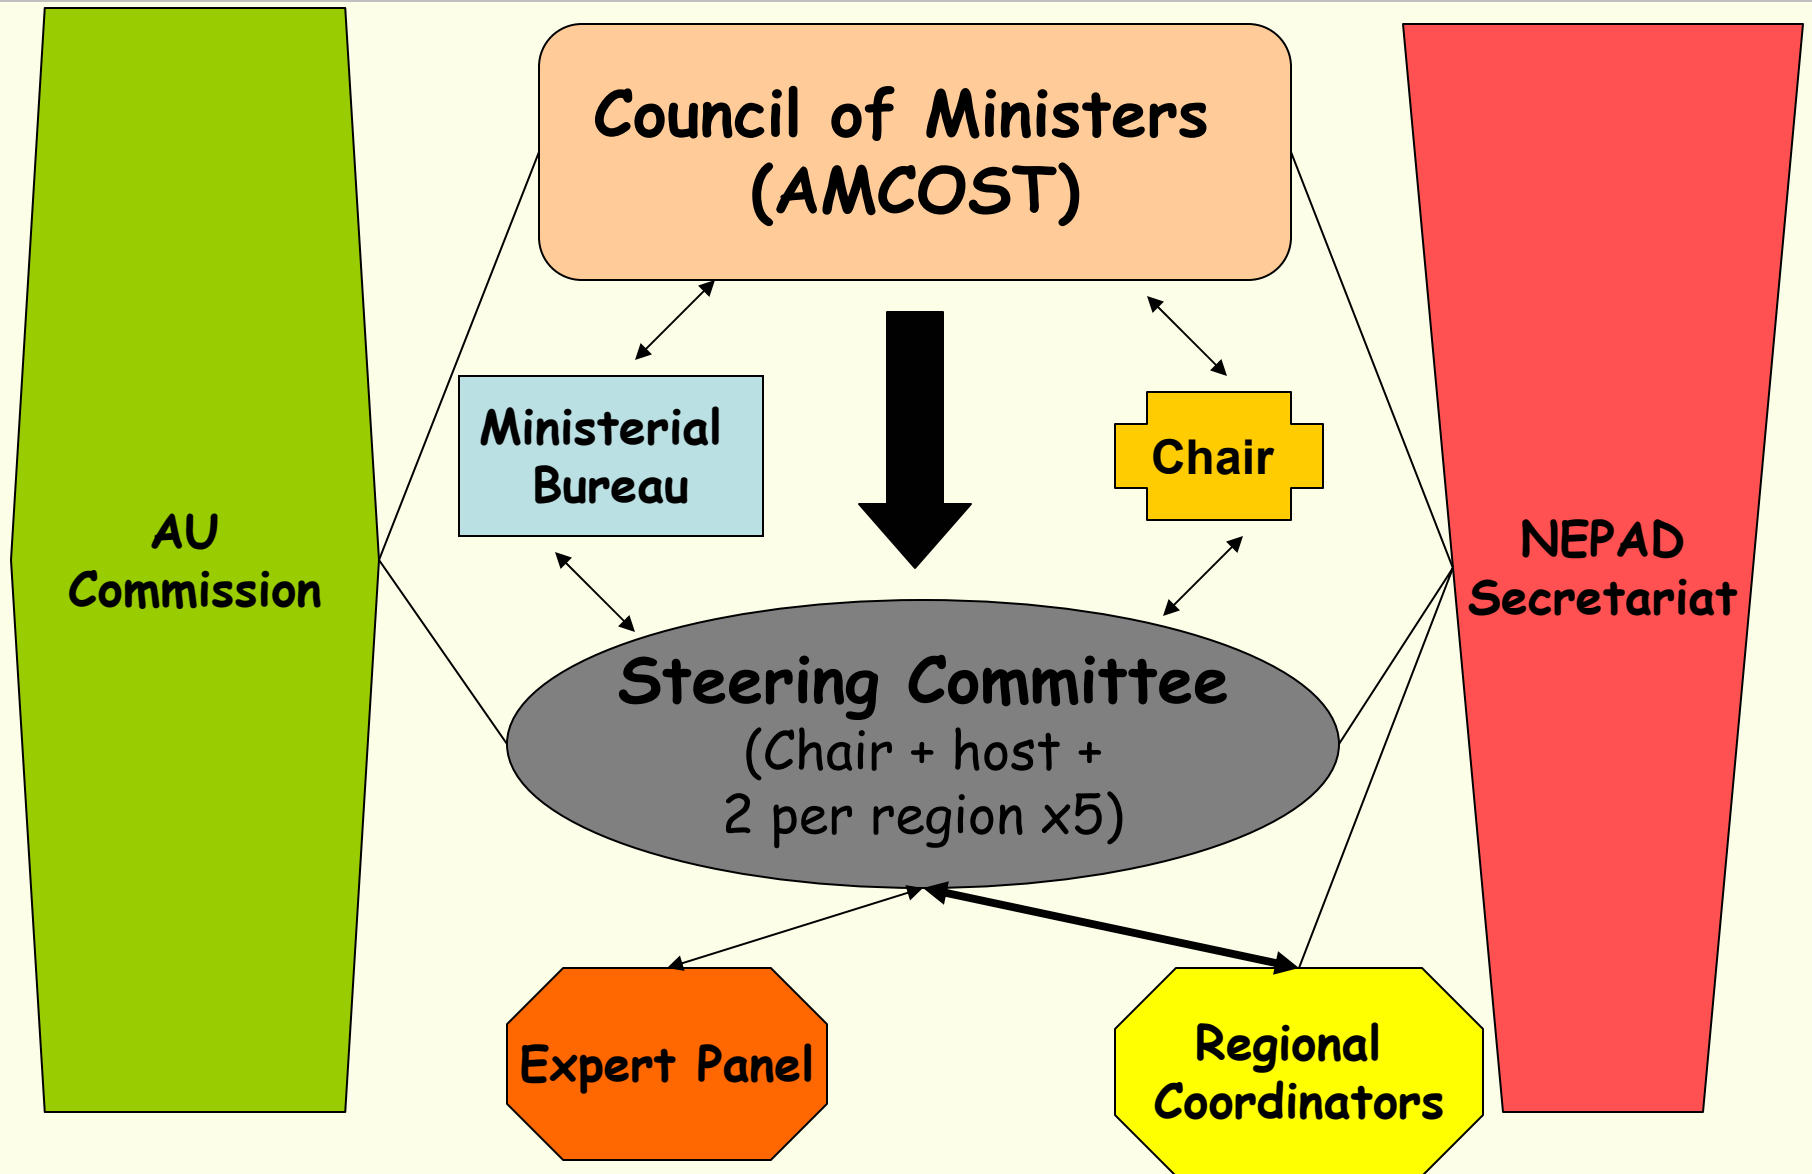 Council of Ministers
(AMCOST)
Ministerial
Bureau
Chair
AU
Commission
NEPAD
Secretariat
Steering Committee
(Chair + host +
2 per region x5)
Expert Panel
Regional
Coordinators